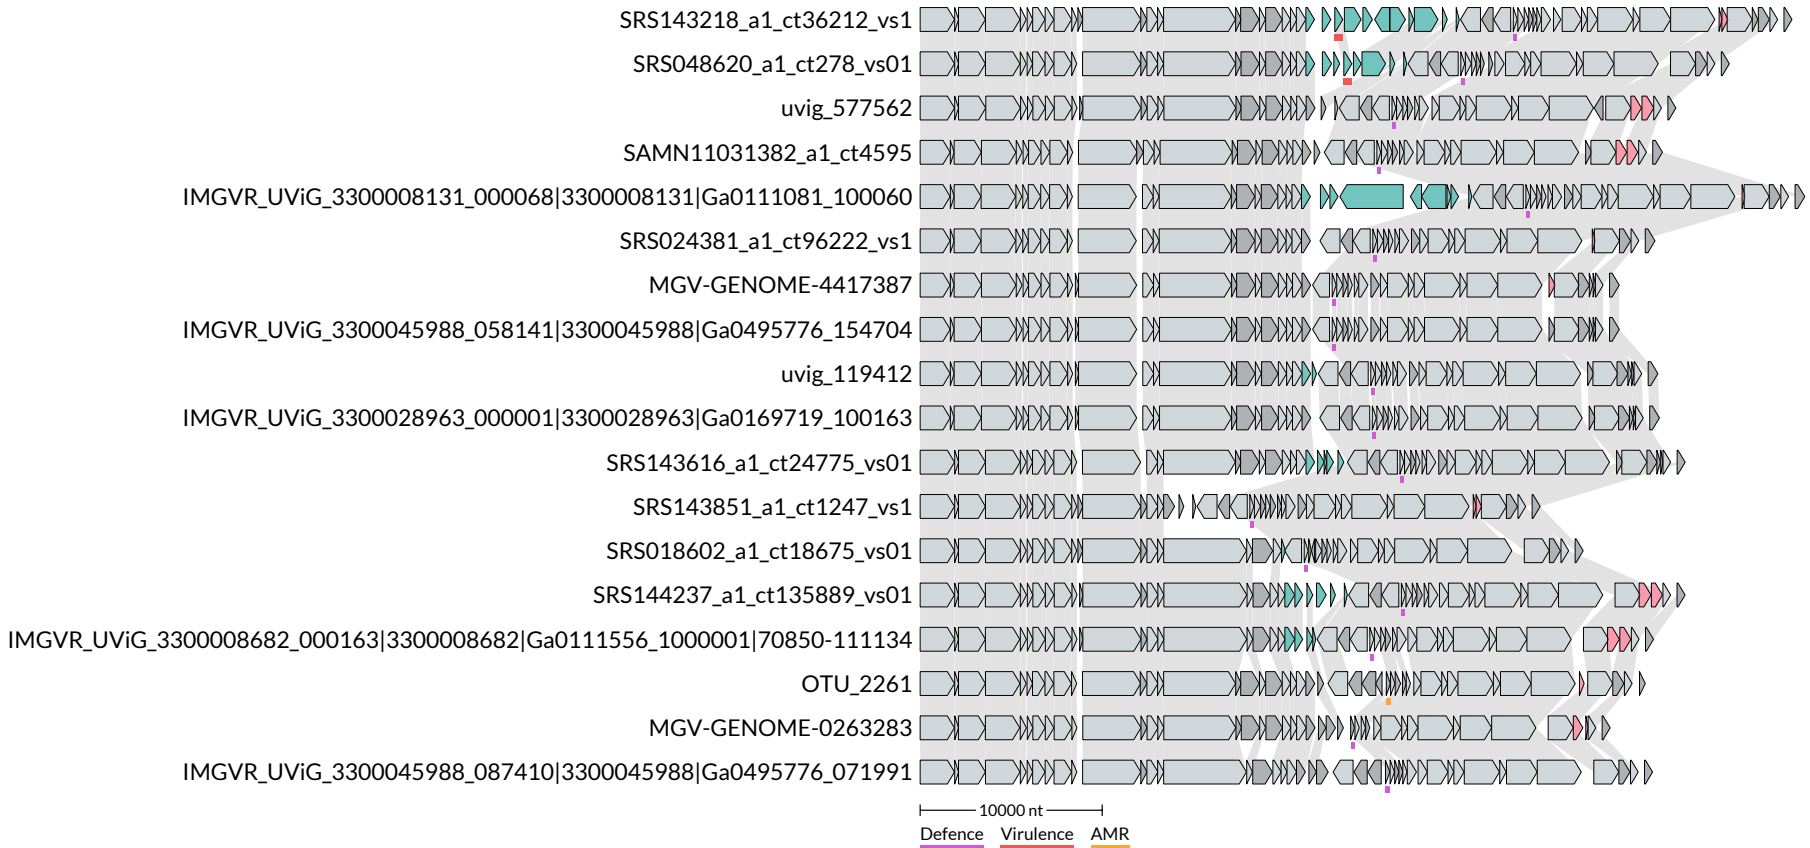 SRS143218_a1_ct36212_vs1
SRS048620_a1_ct278_vs01
uvig_577562
SAMN11031382_a1_ct4595
IMGVR_UViG_3300008131_000068|3300008131|Ga0111081_100060
SRS024381_a1_ct96222_vs1
MGV-GENOME-4417387
IMGVR_UViG_3300045988_058141|3300045988|Ga0495776_154704
uvig_119412
IMGVR_UViG_3300028963_000001|3300028963|Ga0169719_100163
SRS143616_a1_ct24775_vs01
SRS143851_a1_ct1247_vs1
SRS018602_a1_ct18675_vs01
SRS144237_a1_ct135889_vs01
IMGVR_UViG_3300008682_000163|3300008682|Ga0111556_1000001|70850-111134
OTU_2261
MGV-GENOME-0263283
IMGVR_UViG_3300045988_087410|3300045988|Ga0495776_071991
10000 nt
Defence Virulence AMR